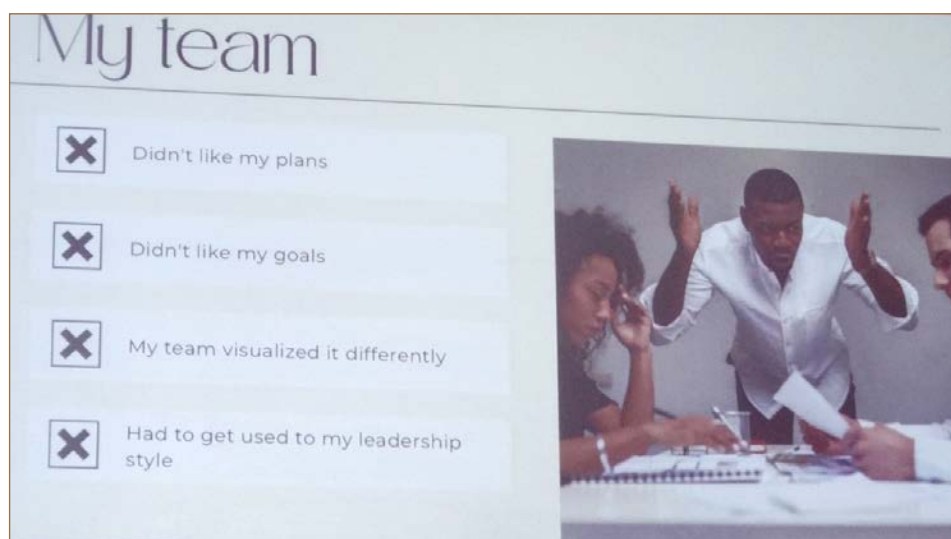 My team
Didn't like my plans
Didn't like my goals
My team visualized it differently
Had to get used to my leadership
style